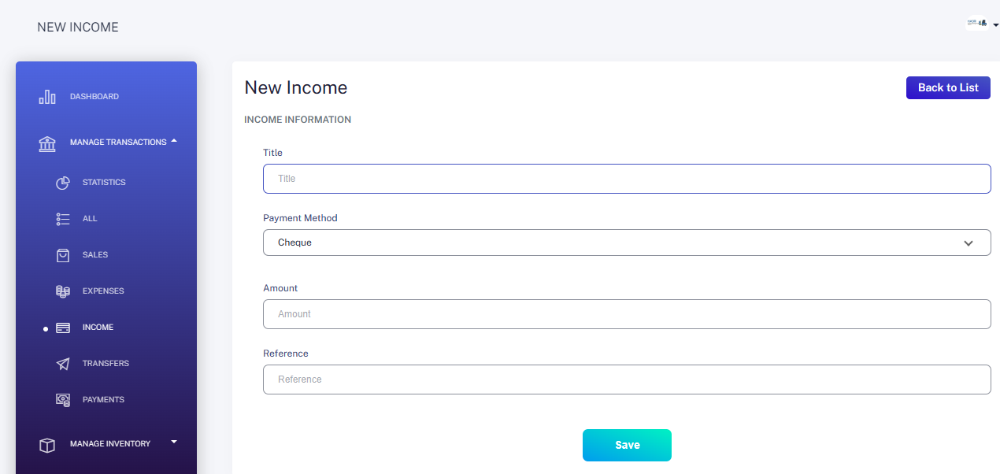 NEW INCOME
DASHBOARD
MANAGE TRANSACTIONS
STATISTICS
ALL
SALES
EXPENSES
INCOME
TRANSFERS
PAYMENTS
MANAGE INVENTORY
New Income
Back to List
INCOME INFORMATION
Title
Title
Payment Method
Cheque
Amount
Amount
Reference
Reference
Save